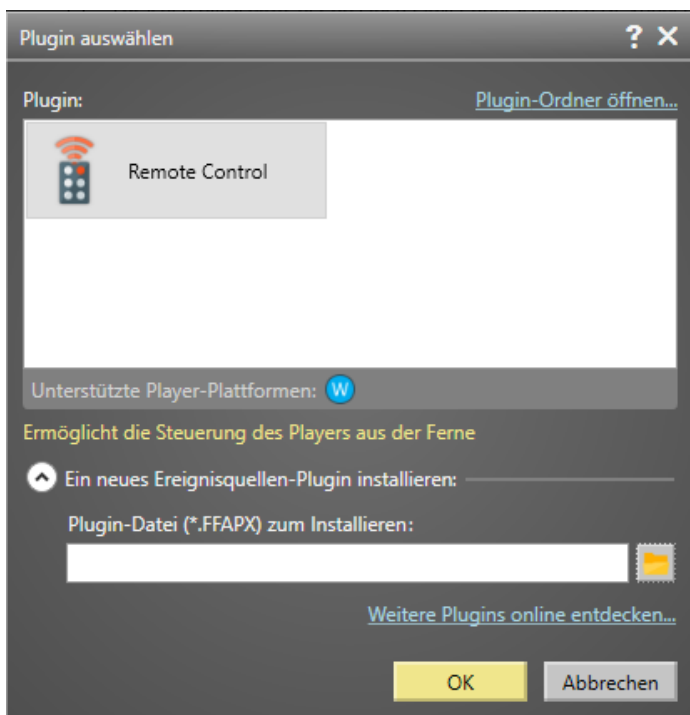 Plugin auswählen ? ✕
Plugin: Plugin-Ordner öffnen...
Remote Control
Unterstützte Player-Plattformen: W
Ermöglicht die Steuerung des Players aus der Ferne
Ein neues Ereignisquellen-Plugin installieren:
Plugin-Datei (*.FFAPX) zum Installieren:
Weitere Plugins online entdecken...
OK Abbrechen